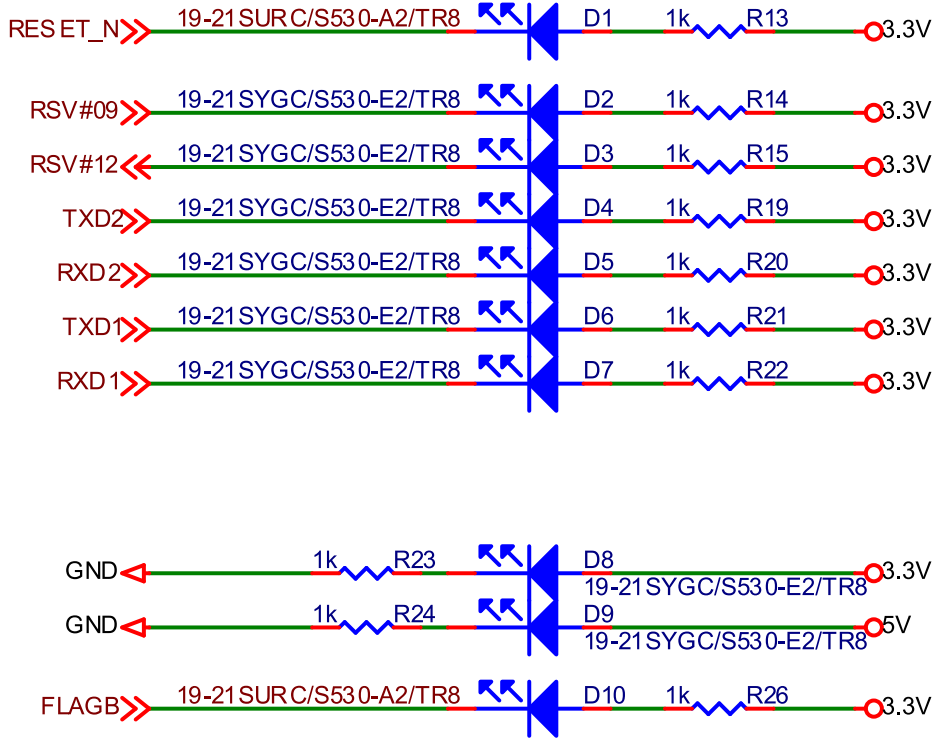 RESET_N 19-21SURC/S530-A2/TR8 D1 1k R13 3.3V
RSV#09 19-21SYGC/S530-E2/TR8 D2 1k R14 3.3V
RSV#12 19-21SYGC/S530-E2/TR8 D3 1k R15 3.3V
TXD2 19-21SYGC/S530-E2/TR8 D4 1k R19 3.3V
RXD2 19-21SYGC/S530-E2/TR8 D5 1k R20 3.3V
TXD1 19-21SYGC/S530-E2/TR8 D6 1k R21 3.3V
RXD1 19-21SYGC/S530-E2/TR8 D7 1k R22 3.3V
GND 1k R23 D8 3.3V
19-21SYGC/S530-E2/TR8
GND 1k R24 D9 5V
19-21SYGC/S530-E2/TR8
FLAGB 19-21SURC/S530-A2/TR8 D10 1k R26 3.3V